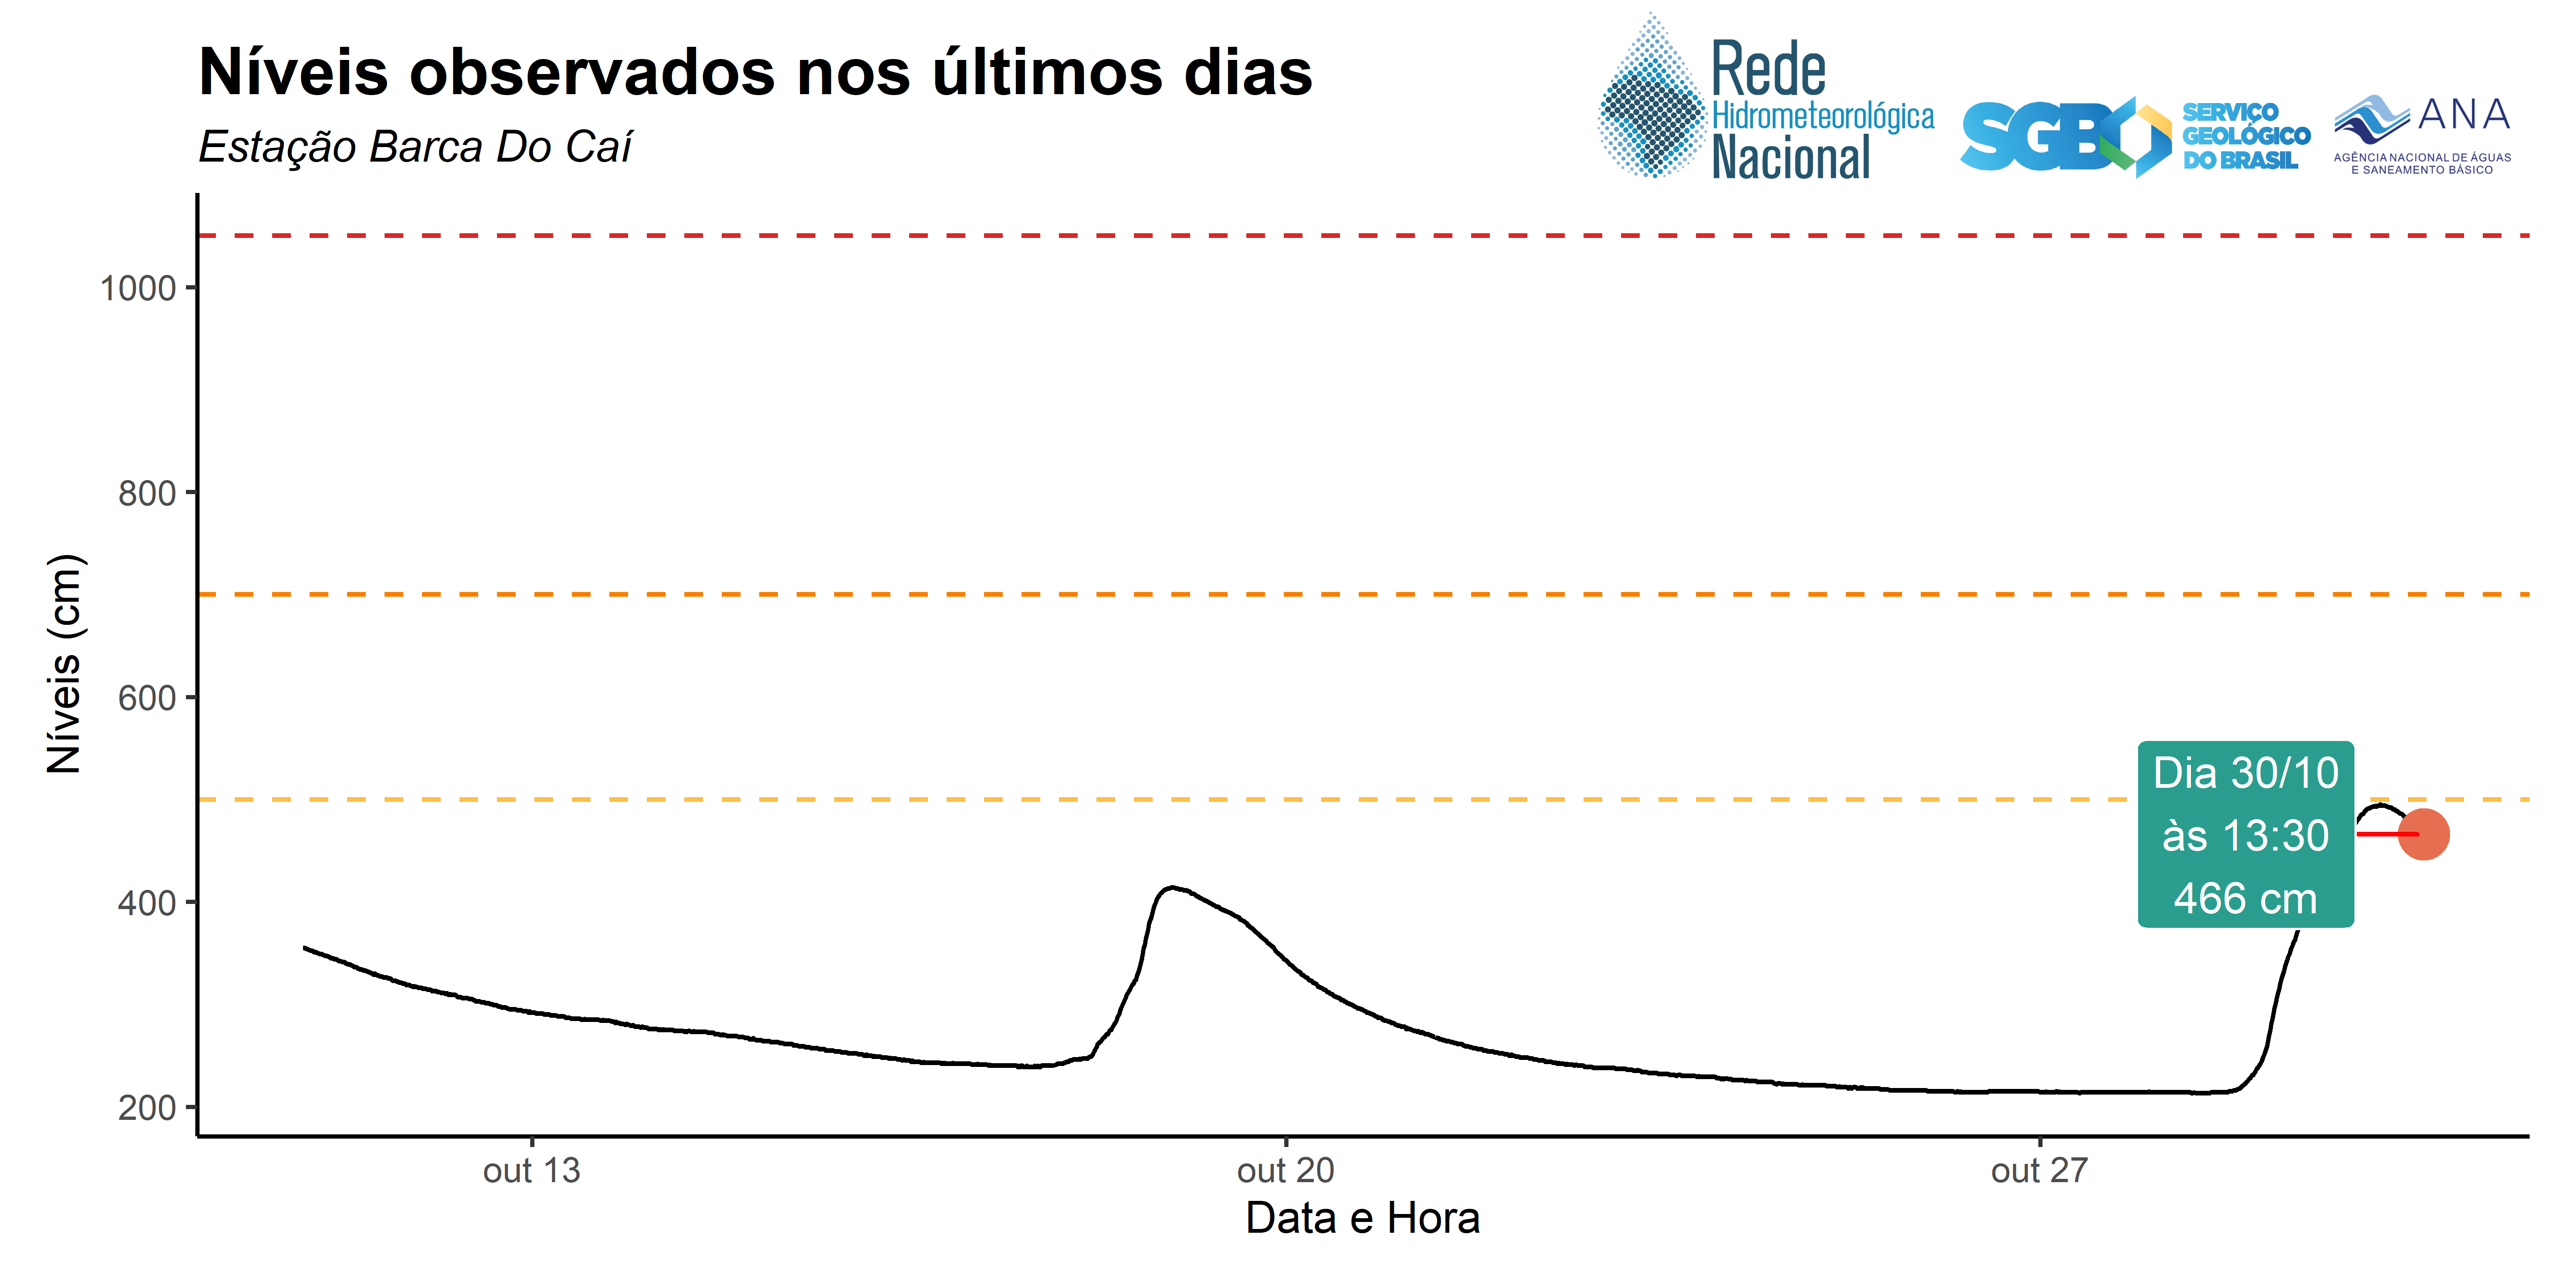 Níveis observados nos últimos dias
Estação Barca Do Caí
Rede
Hidrometeorológica
Nacional
SGB
SERVIÇO
GEOLÓGICO
DO BRASIL
ANA
AGÊNCIA NACIONAL DE ÁGUAS
E SANEAMENTO BÁSICO
Níveis (cm)
1000
800
600
400
200
Dia 30/10
às 13:30
466 cm
out 13
out 20
out 27
Data e Hora